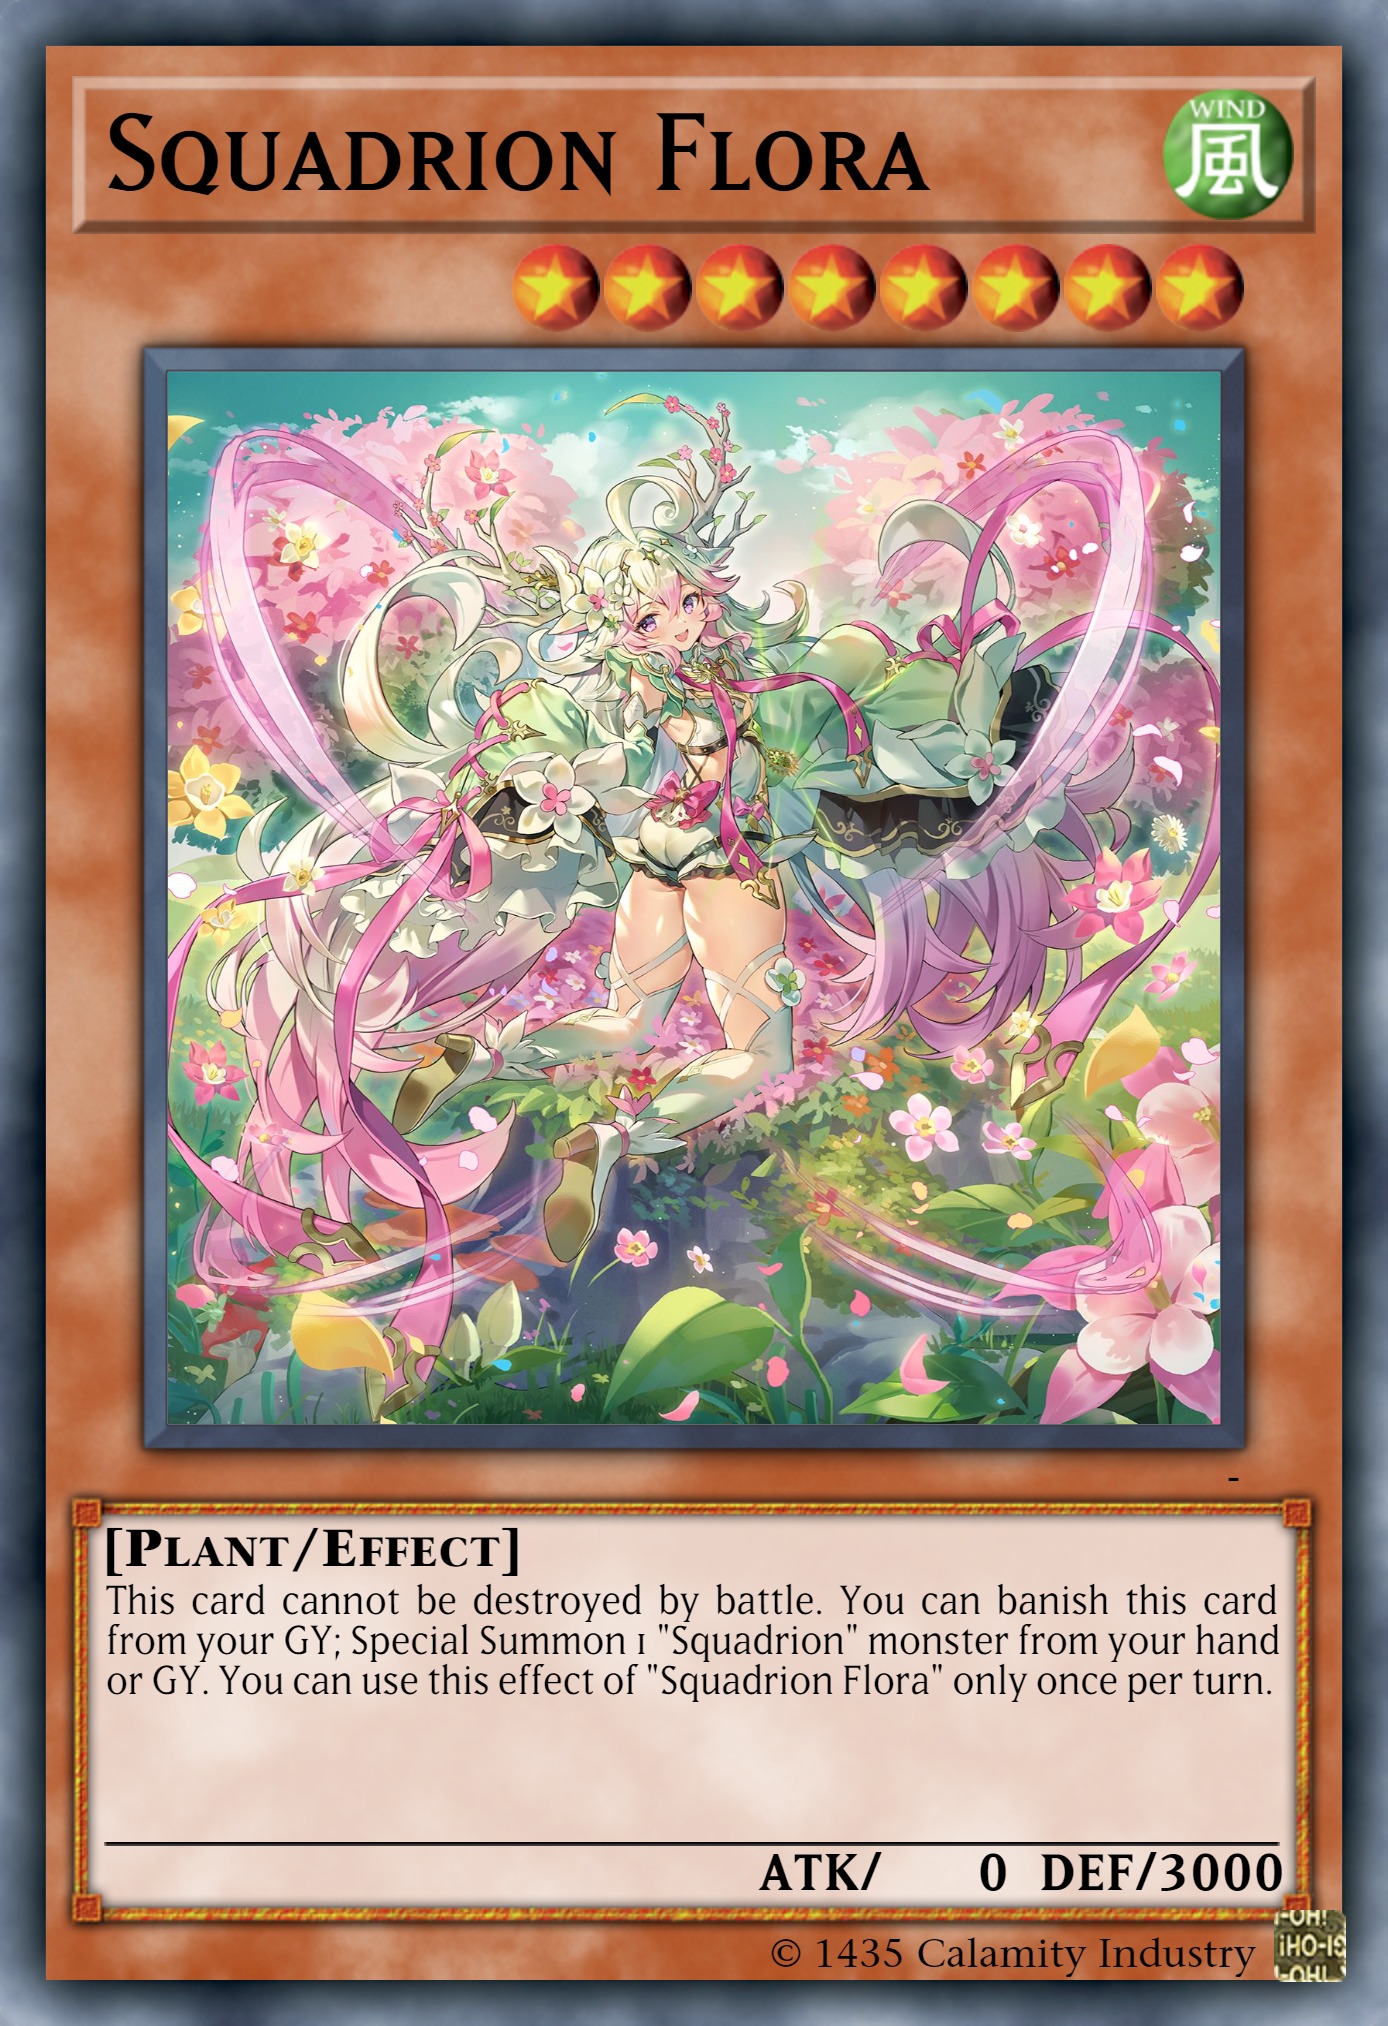 Squadrion Flora
WIND
風
-
[Plant/Effect]
This card cannot be destroyed by battle. You can banish this card
from your GY; Special Summon 1 "Squadrion" monster from your hand
or GY. You can use this effect of "Squadrion Flora" only once per turn.
ATK/ 0 DEF/3000
© 1435 Calamity Industry
-OH!